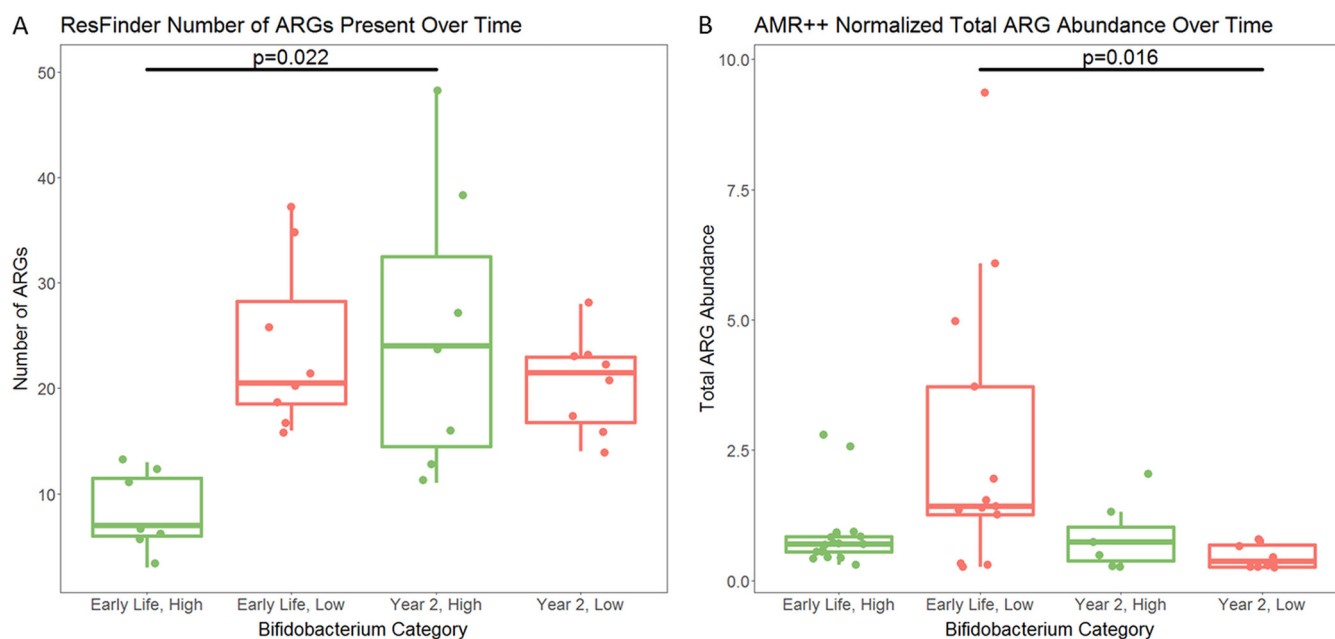 A ResFinder Number of ARGs Present Over Time
p=0.022
50
40
30
20
10
Number of ARGs
Early Life, High
Early Life, Low
Year 2, High
Year 2, Low
Bifidobacterium Category
B AMR++ Normalized Total ARG Abundance Over Time
p=0.016
10.0
7.5
5.0
2.5
0.0
Total ARG Abundance
Early Life, High
Early Life, Low
Year 2, High
Year 2, Low
Bifidobacterium Category